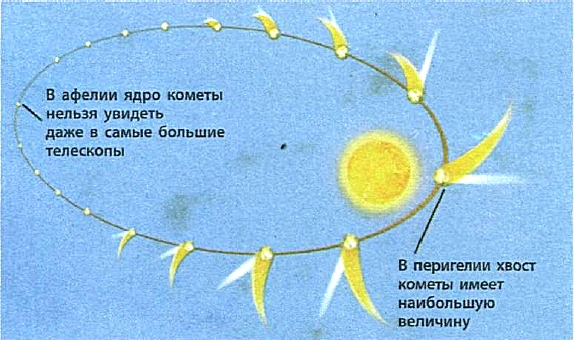 В афелии ядро кометы
нельзя увидеть
даже в самые большие
телескопы
В перигелии хвост
кометы имеет
наибольшую
величину